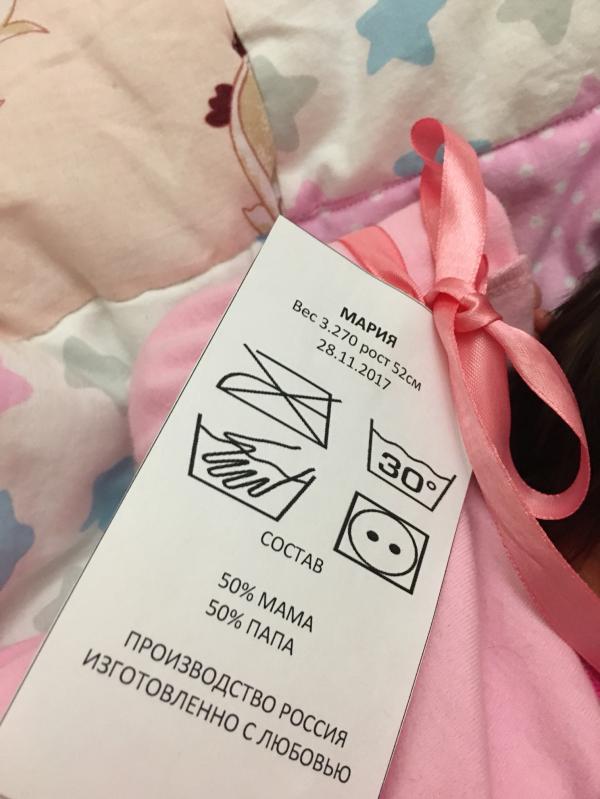 МАРИЯ
Вес 3.270 рост 52см
28.11.2017
30°
СОСТАВ
50% МАМА
50% ПАПА
ПРОИЗВОДСТВО РОССИЯ
ИЗГОТОВЛЕННО С ЛЮБОВЬЮ